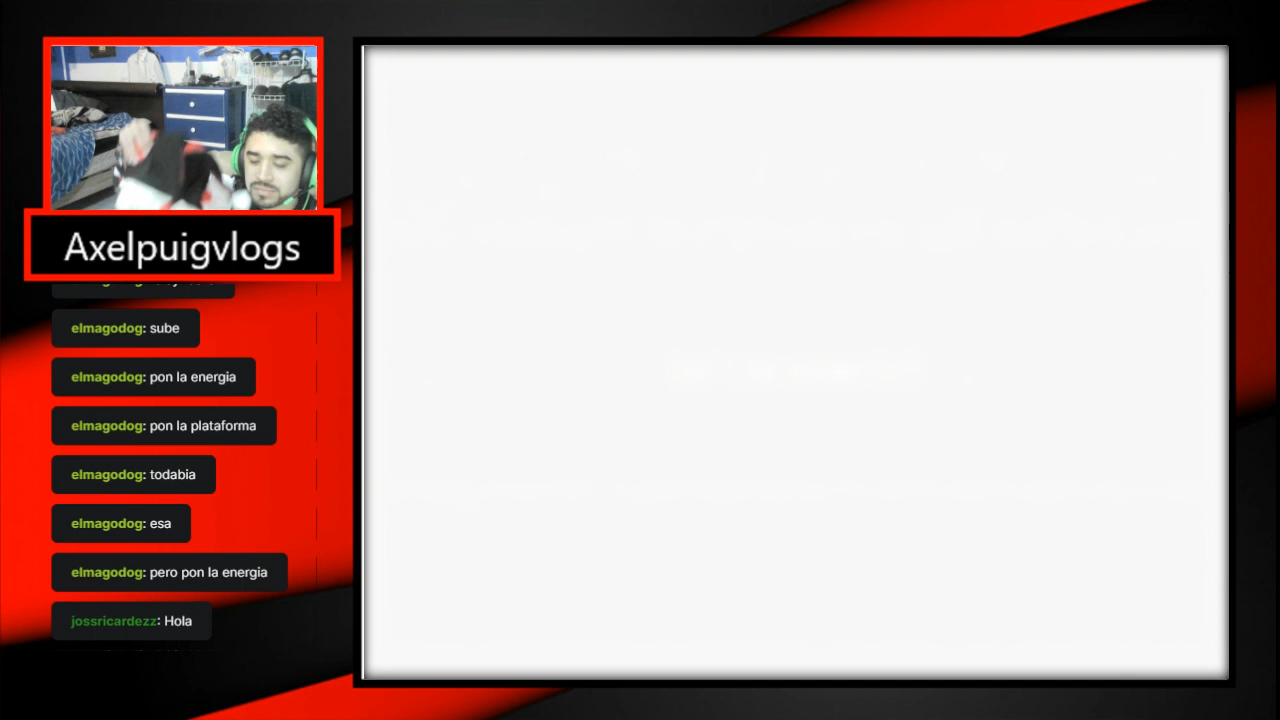 Axelpuigvlogs
elmagodog: sube
elmagodog: pon la energia
elmagodog: pon la plataforma
elmagodog: todabia
elmagodog: esa
elmagodog: pero pon la energia
jossricardezz: Hola